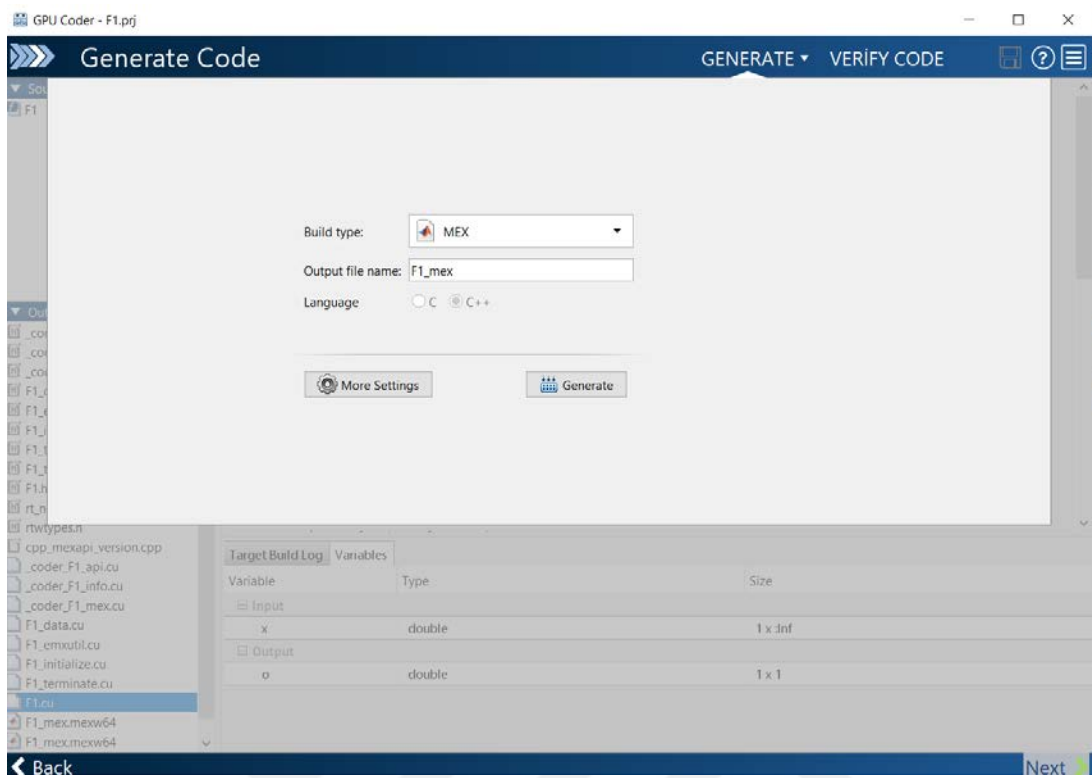 GPU Coder - F1.prj
Generate Code
GENERATE
VERİFY CODE
F1
Build type:
MEX
Output file name:
F1_mex
Language
C
C++
More Settings
Generate
F1.h
rtwtypes.h
cpp_mexapi_version.cpp
_coder_F1_api.cu
_coder_F1_info.cu
_coder_F1_mex.cu
F1_data.cu
F1_emxutil.cu
F1_initialize.cu
F1_terminate.cu
F1.cu
F1_mex.mexw64
F1_mex.mexw64
Target Build Log
Variables
Variable Type Size
Input
x double 1 x :Inf
Output
o double 1 x 1
Back
Next